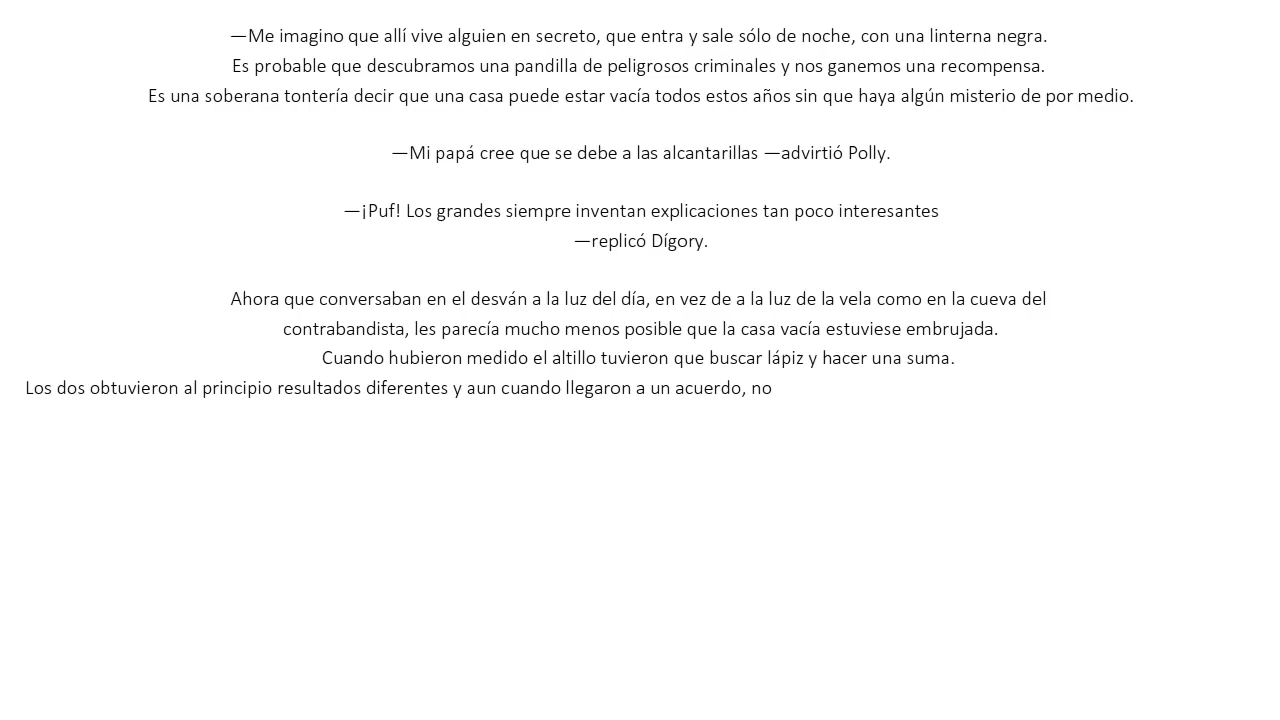 —Me imagino que allí vive alguien en secreto, que entra y sale sólo de noche, con una linterna negra.
Es probable que descubramos una pandilla de peligrosos criminales y nos ganemos una recompensa.
Es una soberana tontería decir que una casa puede estar vacía todos estos años sin que haya algún misterio de por medio.
—Mi papá cree que se debe a las alcantarillas —advirtió Polly.
—¡Puf! Los grandes siempre inventan explicaciones tan poco interesantes
—replicó Dígory.
Ahora que conversaban en el desván a la luz del día, en vez de a la luz de la vela como en la cueva del
contrabandista, les parecía mucho menos posible que la casa vacía estuviese embrujada.
Cuando hubieron medido el altillo tuvieron que buscar lápiz y hacer una suma.
Los dos obtuvieron al principio resultados diferentes y aun cuando llegaron a un acuerdo, no